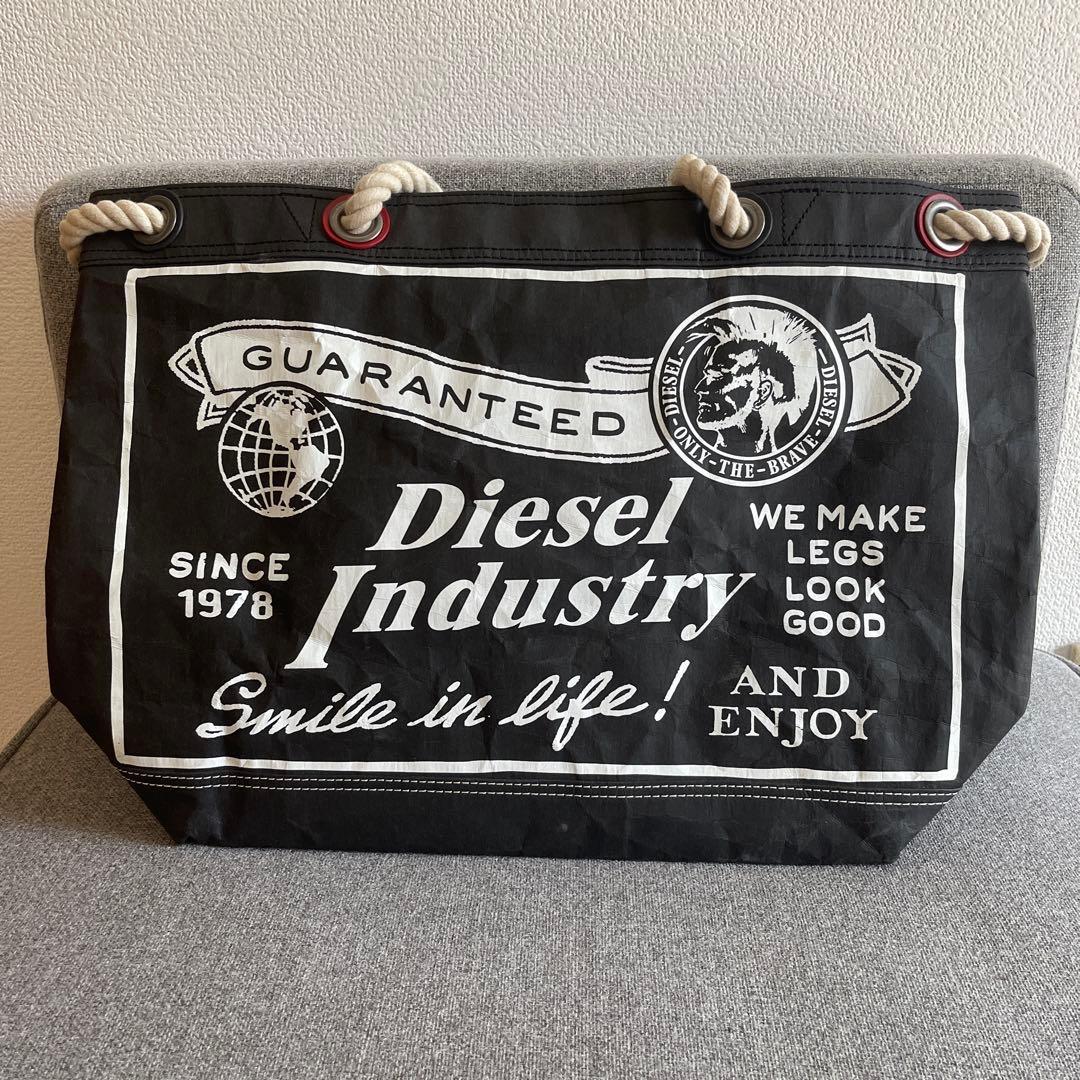 GUARANTEED
DIESEL
DIESEL
ONLY-THE-BRAVE
Diesel
Industry
SINCE
1978
WE MAKE
LEGS
LOOK
GOOD
Smile in life!
AND
ENJOY